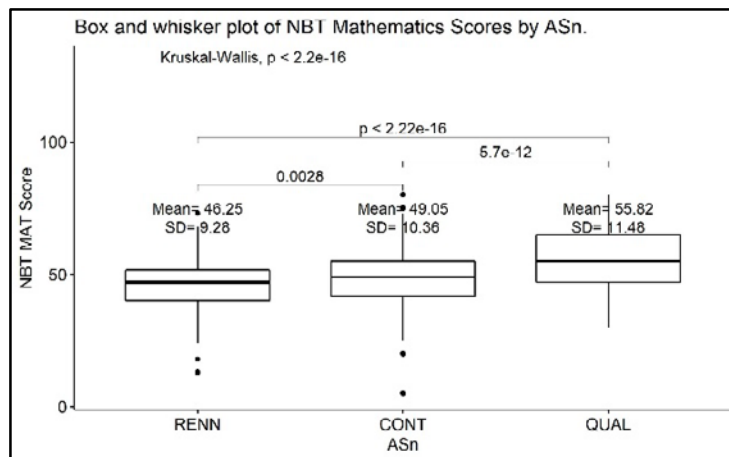 Box and whisker plot of NBT Mathematics Scores by ASn.
Kruskal-Wallis, p < 2.2e-16
p < 2.22e-16
5.7e-12
0.0028
Mean= 46.25
SD= 9.28
Mean= 49.05
SD= 10.36
Mean= 55.82
SD= 11.48
NBT MAT Score
100
50
0
RENN
CONT
QUAL
ASn